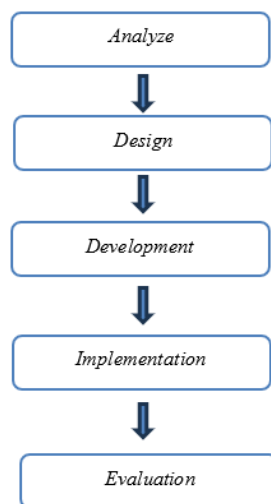 Analyze
Design
Development
Implementation
Evaluation